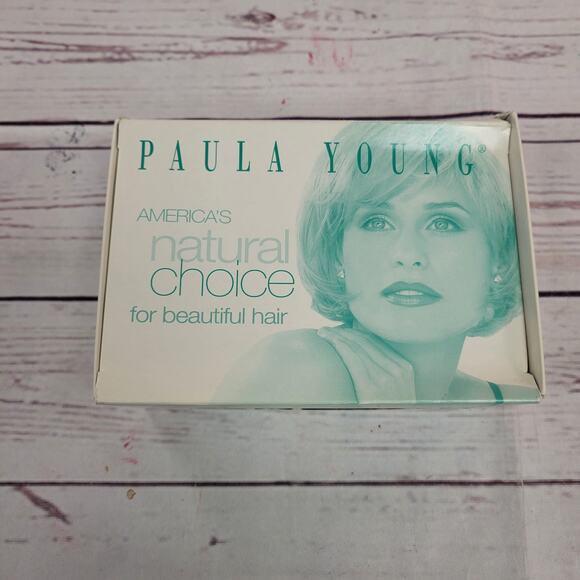 PAULA YOUNG®
AMERICA'S
natural
choice
for beautiful hair